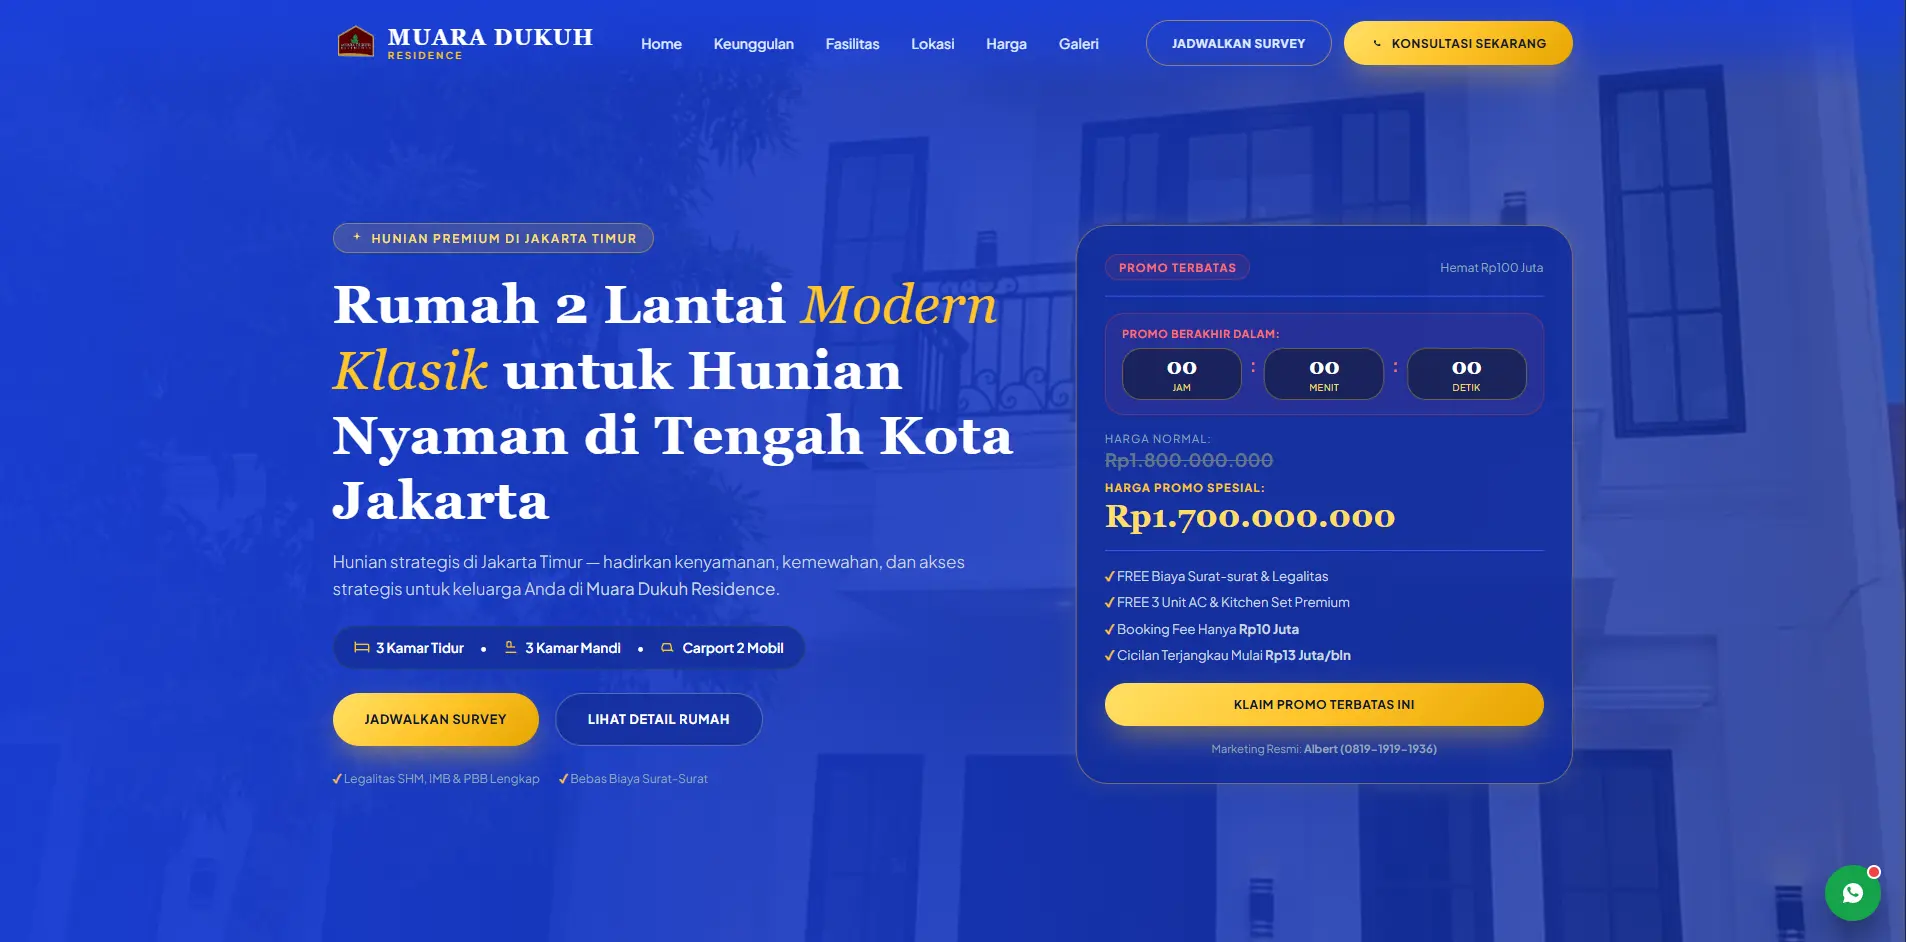 MUARA DUKUH
RESIDENCE
Home
Keunggulan
Fasilitas
Lokasi
Harga
Galeri
JADWALKAN SURVEY
KONSULTASI SEKARANG
HUNIAN PREMIUM DI JAKARTA TIMUR
Rumah 2 Lantai Modern
Klasik untuk Hunian
Nyaman di Tengah Kota
Jakarta
Hunian strategis di Jakarta Timur — hadirkan kenyamanan, kemewahan, dan akses
strategis untuk keluarga Anda di Muara Dukuh Residence.
3 Kamar Tidur • 3 Kamar Mandi • Carport 2 Mobil
JADWALKAN SURVEY
LIHAT DETAIL RUMAH
✓ Legalitas SHM, IMB & PBB Lengkap
✓ Bebas Biaya Surat-Surat
PROMO TERBATAS
Hemat Rp100 Juta
PROMO BERAKHIR DALAM:
00 : 00 : 00
JAM MENIT DETIK
HARGA NORMAL:
Rp1.800.000.000
HARGA PROMO SPESIAL:
Rp1.700.000.000
✓ FREE Biaya Surat-surat & Legalitas
✓ FREE 3 Unit AC & Kitchen Set Premium
✓ Booking Fee Hanya Rp10 Juta
✓ Cicilan Terjangkau Mulai Rp13 Juta/bln
KLAIM PROMO TERBATAS INI
Marketing Resmi: Albert (0819-1919-1936)